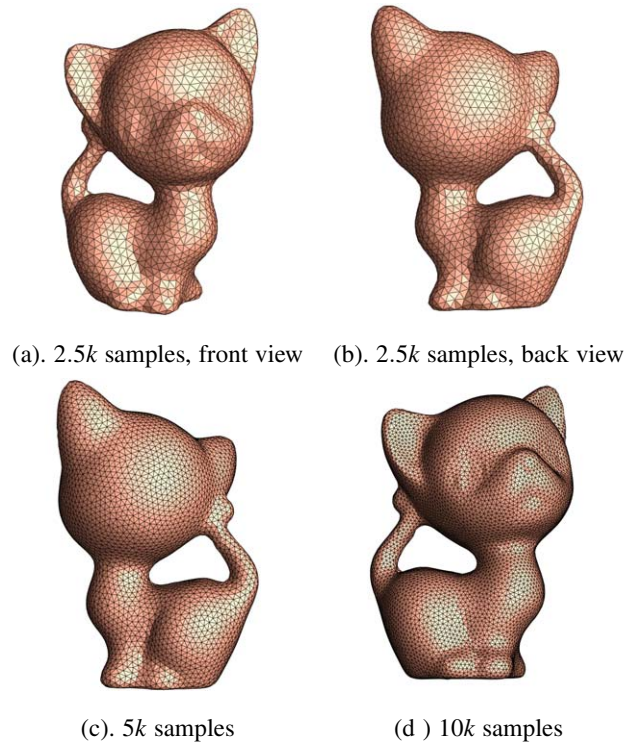 (a). 2.5k samples, front view
(b). 2.5k samples, back view
(c). 5k samples
(d ) 10k samples